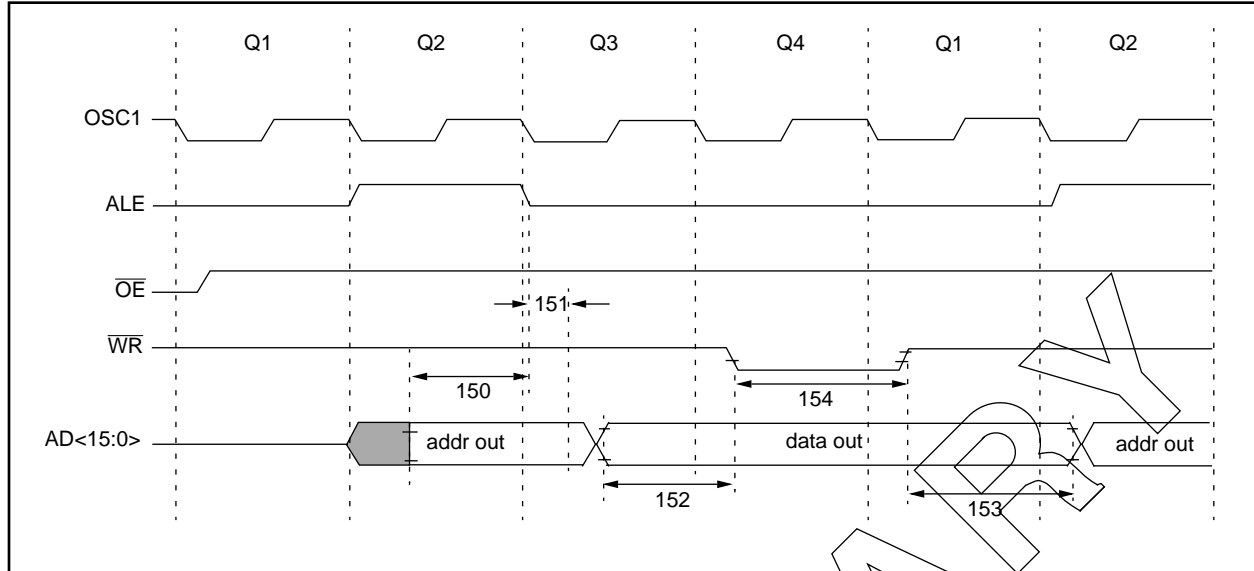 Q1 Q2 Q3 Q4 Q1 Q2
OSC1
ALE
OE
151
WR
150
154
AD<15:0>
addr out data out addr out
152
153
ARY